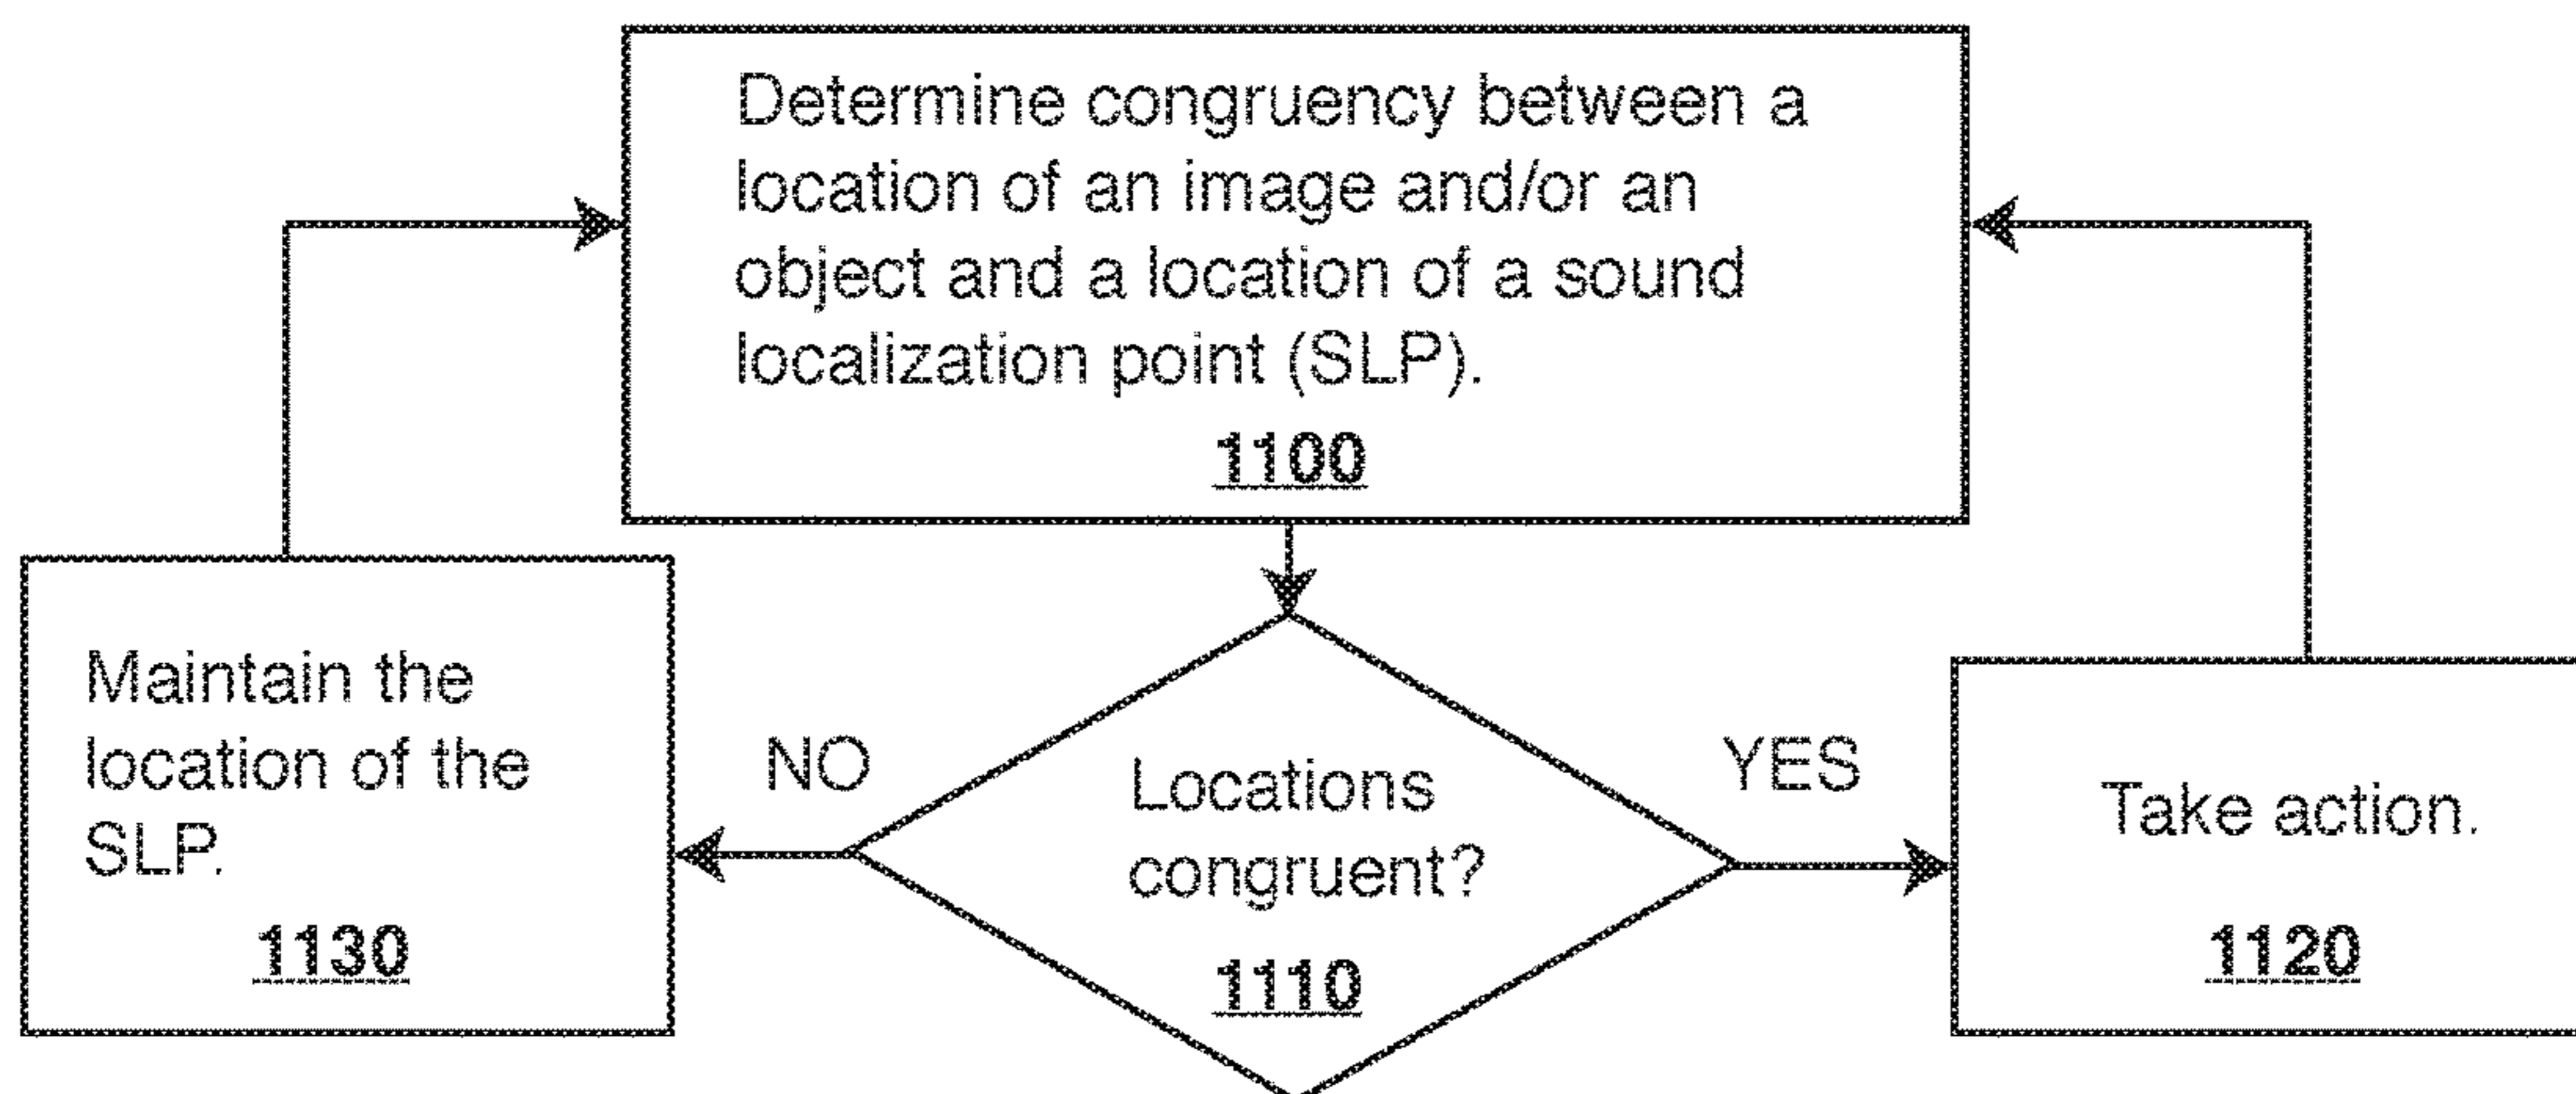 Determine congruency between a
location of an image and/or an
object and a location of a sound
localization point (SLP).
1100
Maintain the
location of the
SLP.
1130
NO
Locations
congruent?
1110
YES
Take action.
1120